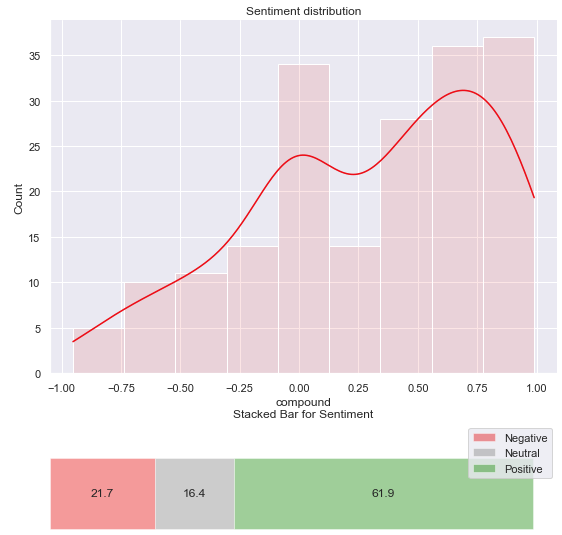 Sentiment distribution
Count
35
30
25
20
15
10
5
0
−1.00 −0.75 −0.50 −0.25 0.00 0.25 0.50 0.75 1.00
compound
Stacked Bar for Sentiment
Negative
Neutral
Positive
21.7 16.4 61.9